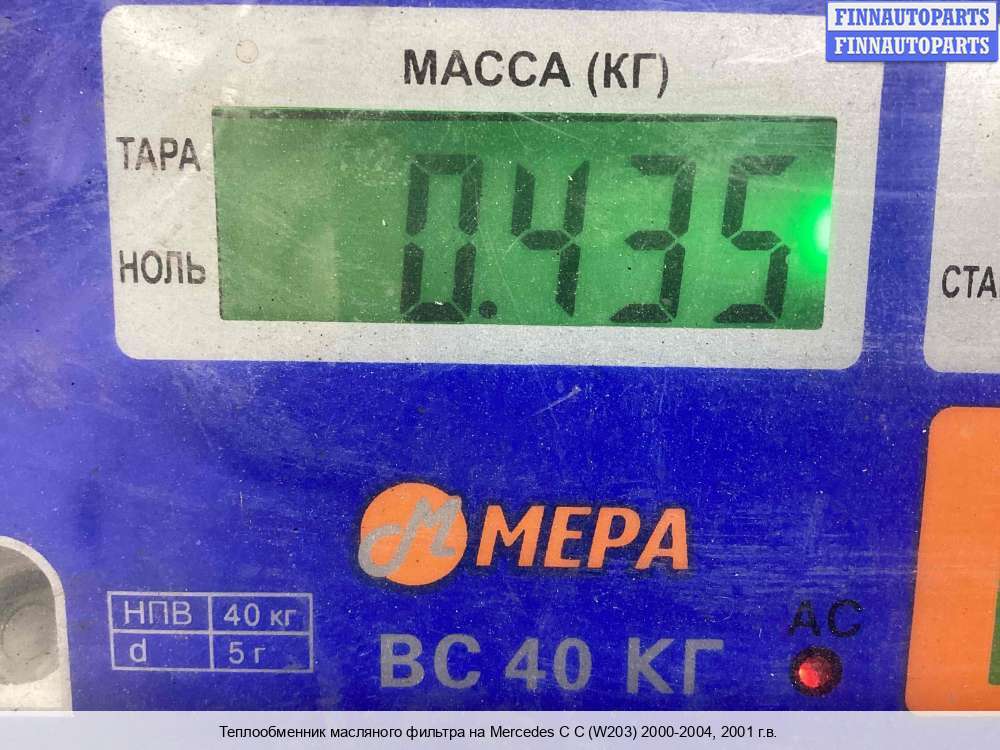 FINNAUTOPARTS
FINNAUTOPARTS
МАССА (КГ)
ТАРА
0.435
НОЛЬ
СТА
МЕРА
НПВ 40 кг
d 5 г
ВС 40 КГ
AC
Теплообменник масляного фильтра на Mercedes C C (W203) 2000-2004, 2001 г.в.